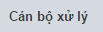 Cán bộ xử lý